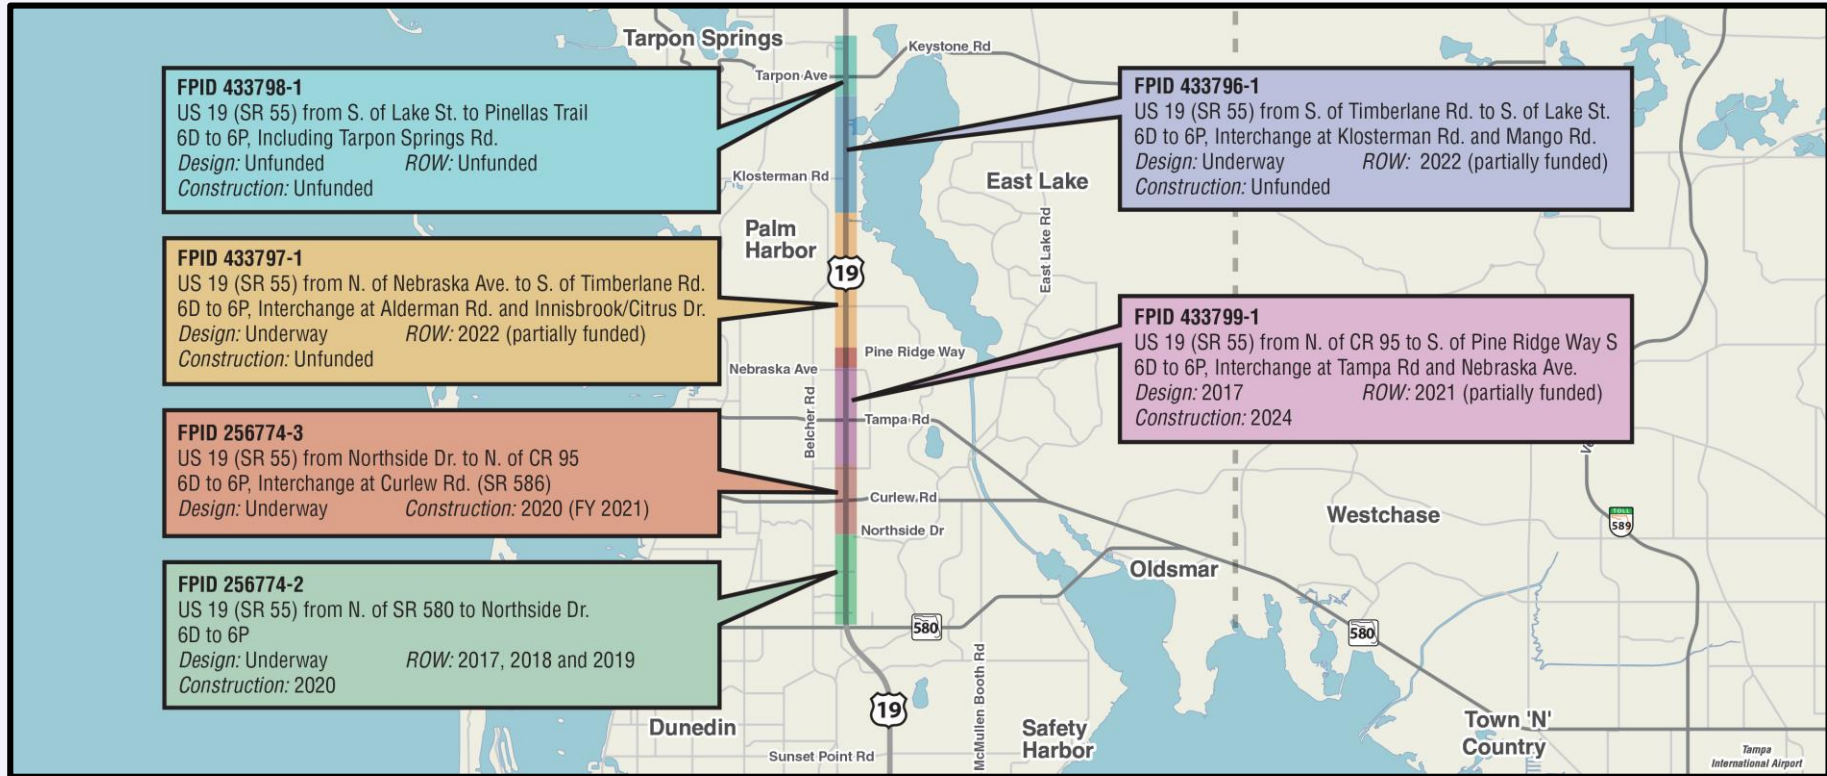 Tarpon Springs
Keystone Rd
Tarpon Ave
FPID 433798-1
US 19 (SR 55) from S. of Lake St. to Pinellas Trail
6D to 6P, Including Tarpon Springs Rd.
Design: Unfunded ROW: Unfunded
Construction: Unfunded
FPID 433796-1
US 19 (SR 55) from S. of Timberlane Rd. to S. of Lake St.
6D to 6P, Interchange at Klosterman Rd. and Mango Rd.
Design: Underway ROW: 2022 (partially funded)
Construction: Unfunded
Klosterman Rd
East Lake
East Lake Rd
Palm
Harbor
19
FPID 433797-1
US 19 (SR 55) from N. of Nebraska Ave. to S. of Timberlane Rd.
6D to 6P, Interchange at Alderman Rd. and Innisbrook/Citrus Dr.
Design: Underway ROW: 2022 (partially funded)
Construction: Unfunded
FPID 433799-1
US 19 (SR 55) from N. of CR 95 to S. of Pine Ridge Way S
6D to 6P, Interchange at Tampa Rd and Nebraska Ave.
Design: 2017 ROW: 2021 (partially funded)
Construction: 2024
Pine Ridge Way
Nebraska Ave
Belcher Rd
Tampa Rd
FPID 256774-3
US 19 (SR 55) from Northside Dr. to N. of CR 95
6D to 6P, Interchange at Curlew Rd. (SR 586)
Design: Underway Construction: 2020 (FY 2021)
Curlew Rd
Northside Dr
Westchase
TOLL
589
Oldsmar
FPID 256774-2
US 19 (SR 55) from N. of SR 580 to Northside Dr.
6D to 6P
Design: Underway ROW: 2017, 2018 and 2019
Construction: 2020
580
580
McMullen Booth Rd
19
Dunedin
Safety
Harbor
Sunset Point Rd
Town 'N'
Country
Tampa
International Airport